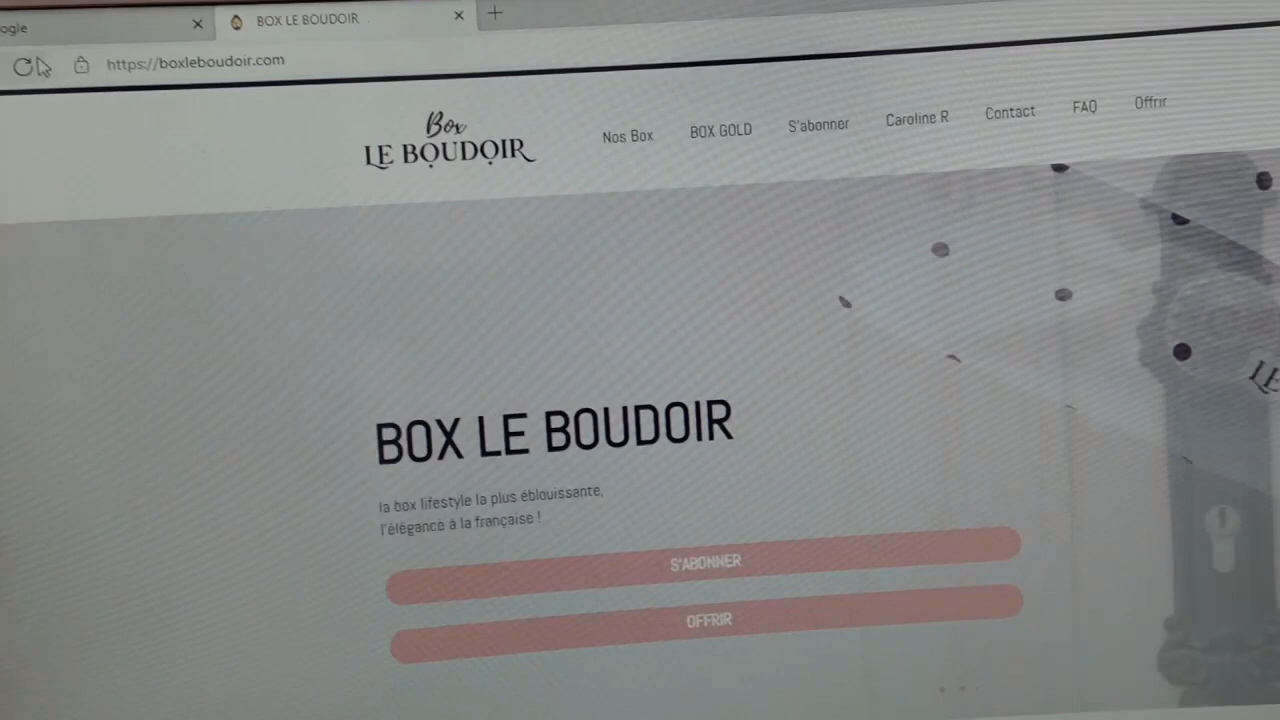 ogle
BOX LE BOUDOIR
https://boxleboudoir.com
Box
LE BOUDOIR
Nos Box
BOX GOLD
S'abonner
Caroline R
Contact
FAQ
Offrir
LE
BOX LE BOUDOIR
la box lifestyle la plus éblouissante,
l'élégance à la française !
S'ABONNER
OFFRIR